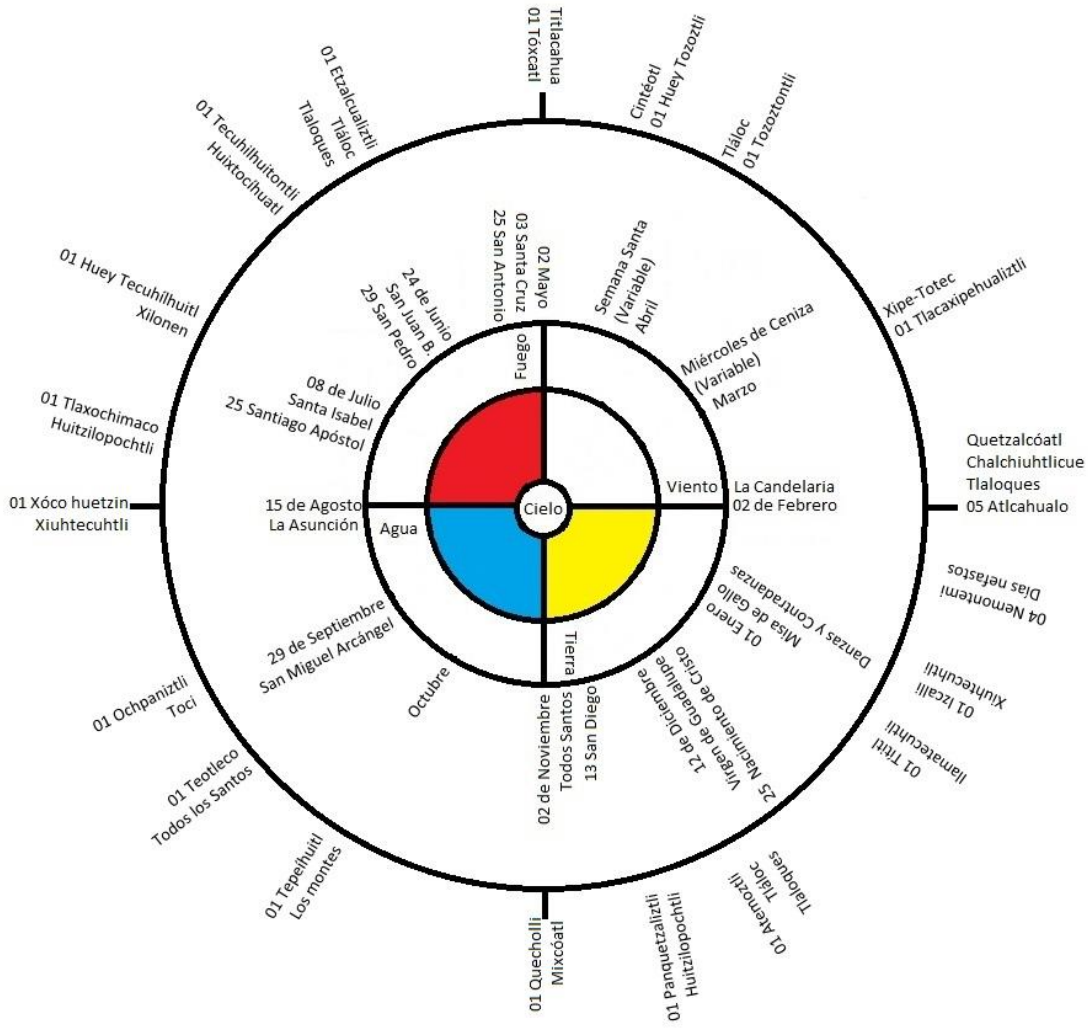 Titlacahua
01 Tóxcatl
Cintéotl
01 Huey Tozoztli
Tláloc
01 Tozoztontli
Xipe-Totec
01 Tlacaxipehualiztli
Quetzalcóatl
Chalchiuhtlicue
Tlaloques
05 Atlcahualo
04 Nemontemi
Días nefastos
01 Izcalli
Xiuhtecuhtli
01 Tititl
Ilamatecuhtli
01 Atemoztli
Tláloc
Tlaloques
01 Panquetzaliztli
Huitzilopochtli
01 Quecholli
Mixcóatl
01 Tepeíhuitl
Los montes
01 Teotleco
Todos los Santos
01 Ochpaniztli
Toci
01 Xóco huetzin
Xiuhtecuhtli
01 Tlaxochimaco
Huitzilopochtli
01 Huey Tecuhílhuitl
Xilonen
01 Tecuhilhuitontli
Huixtocíhuatl
01 Etzalcualiztli
Tláloc
Tlaloques
02 Mayo
03 Santa Cruz
25 San Antonio
Semana Santa
(Variable)
Abril
Miércoles de Ceniza
(Variable)
Marzo
La Candelaria
02 de Febrero
01 Enero
Misa de Gallo
Danzas y Contradanzas
12 de Diciembre
Virgen de Guadalupe
25 Nacimiento de Cristo
02 de Noviembre
Todos Santos
13 San Diego
Octubre
29 de Septiembre
San Miguel Arcángel
15 de Agosto
La Asunción
08 de Julio
Santa Isabel
25 Santiago Apóstol
24 de Junio
San Juan B.
29 San Pedro
Fuego
Viento
Tierra
Agua
Cielo